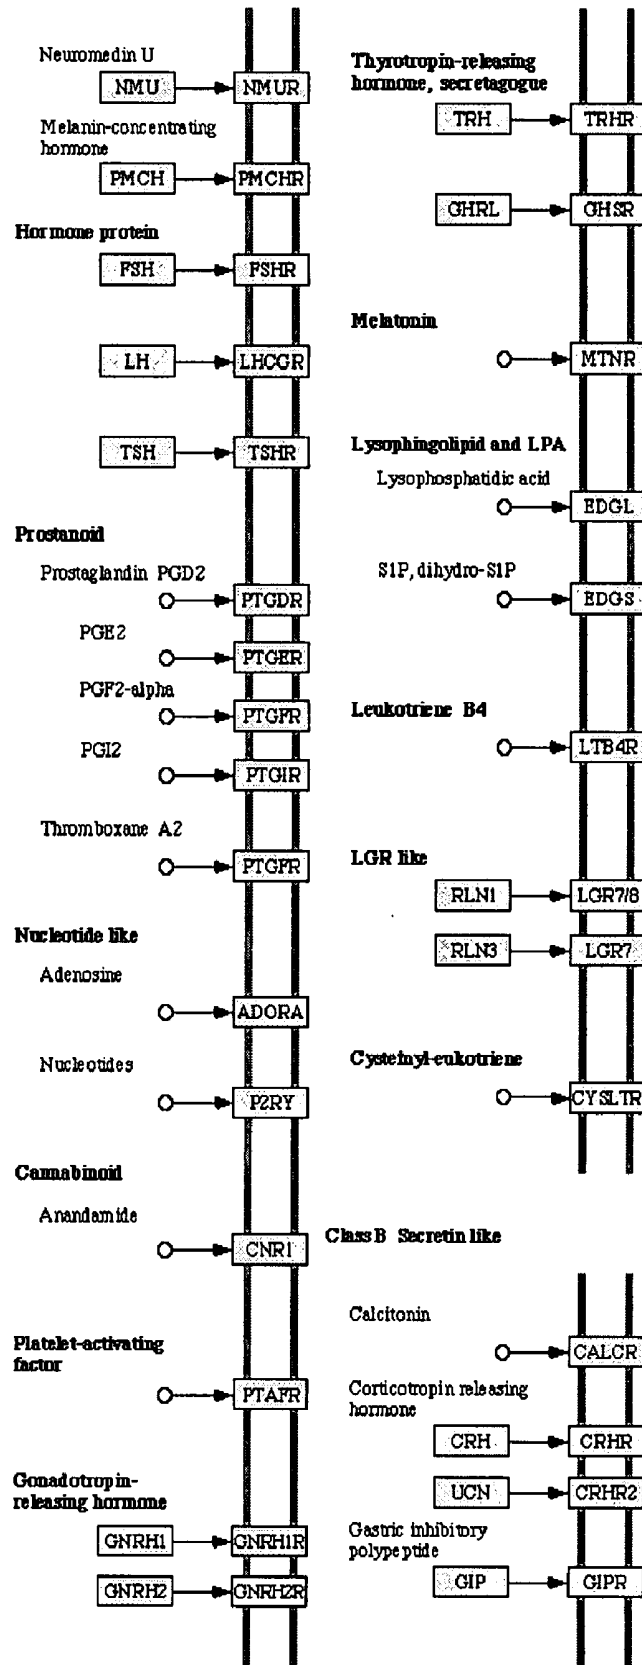 Neuromedin U
NMU NMUR
Melanin-concentrating
hormone
PMCH PMCHR
Hormone protein
FSH FSHR
LH LHCGR
TSH TSHR
Prostanoid
Prostaglandin PGD2
PTGDR
PGE2
PTGER
PGF2-alpha
PTGFR
PGI2
PTGIR
Thromboxane A2
PTGFR
Nucleotide like
Adenosine
ADORA
Nucleotides
P2RY
Cannabinoid
Anandamide
CNR1
Platelet-activating
factor
PTAFR
Gonadotropin-
releasing hormone
GNRH1 GNRH1R
GNRH2 GNRH2R
Thyrotropin-releasing
hormone, secretagogue
TRH TRHR
GHRL GHSR
Melatonin
MTNR
Lysophingolipid and LPA
Lysophosphatidic acid
EDGL
S1P, dihydro-S1P
EDGS
Leukotriene B4
LTB4R
LGR like
RLN1 LGR7/8
RLN3 LGR7
Cysteinyl-eukotriene
CYSLTR
Class B Secretin like
Calcitonin
CALCR
Corticotropin releasing
hormone
CRH CRHR
UCN CRHR2
Gastric inhibitory
polypeptide
GIP GIPR